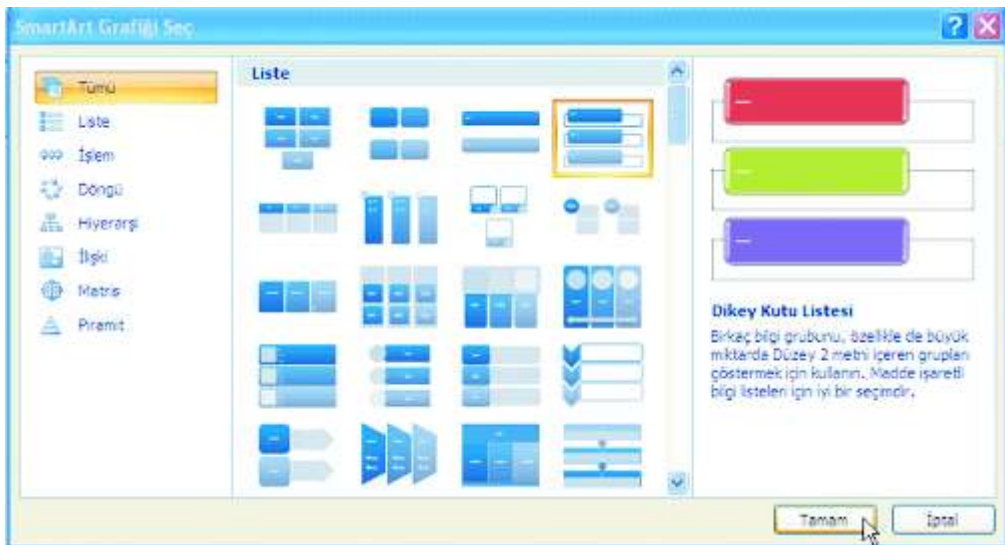 SmartArt Grafiği Seç
Tümü
Liste
İşlem
Döngü
Hiyerarşi
İlişki
Matris
Piramit
Liste
Dikey Kutu Listesi
Birkaç bilgi grubunu, özellikle de büyük
miktarda Düzey 2 metni içeren grupları
göstermek için kullanın. Madde işaretli
bilgi listeleri için iyi bir seçimdir.
Tamam
İptal